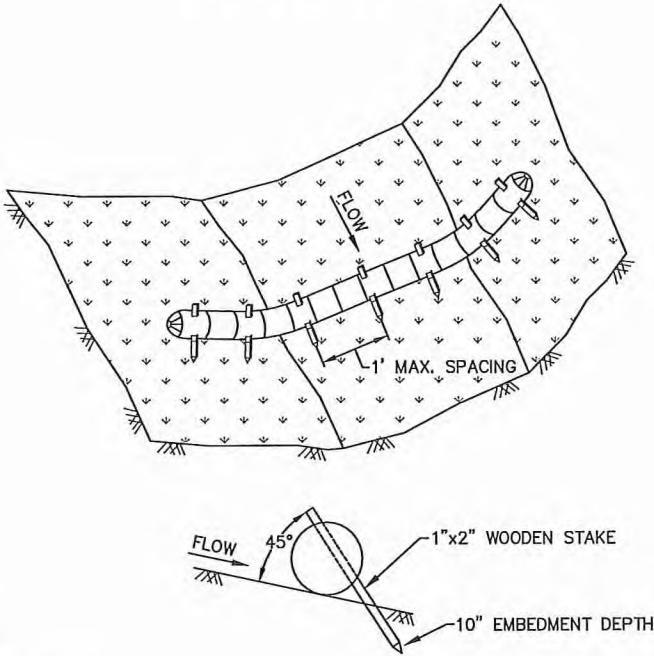 FLOW
1' MAX. SPACING
45°
FLOW
1"x2" WOODEN STAKE
10" EMBEDMENT DEPTH